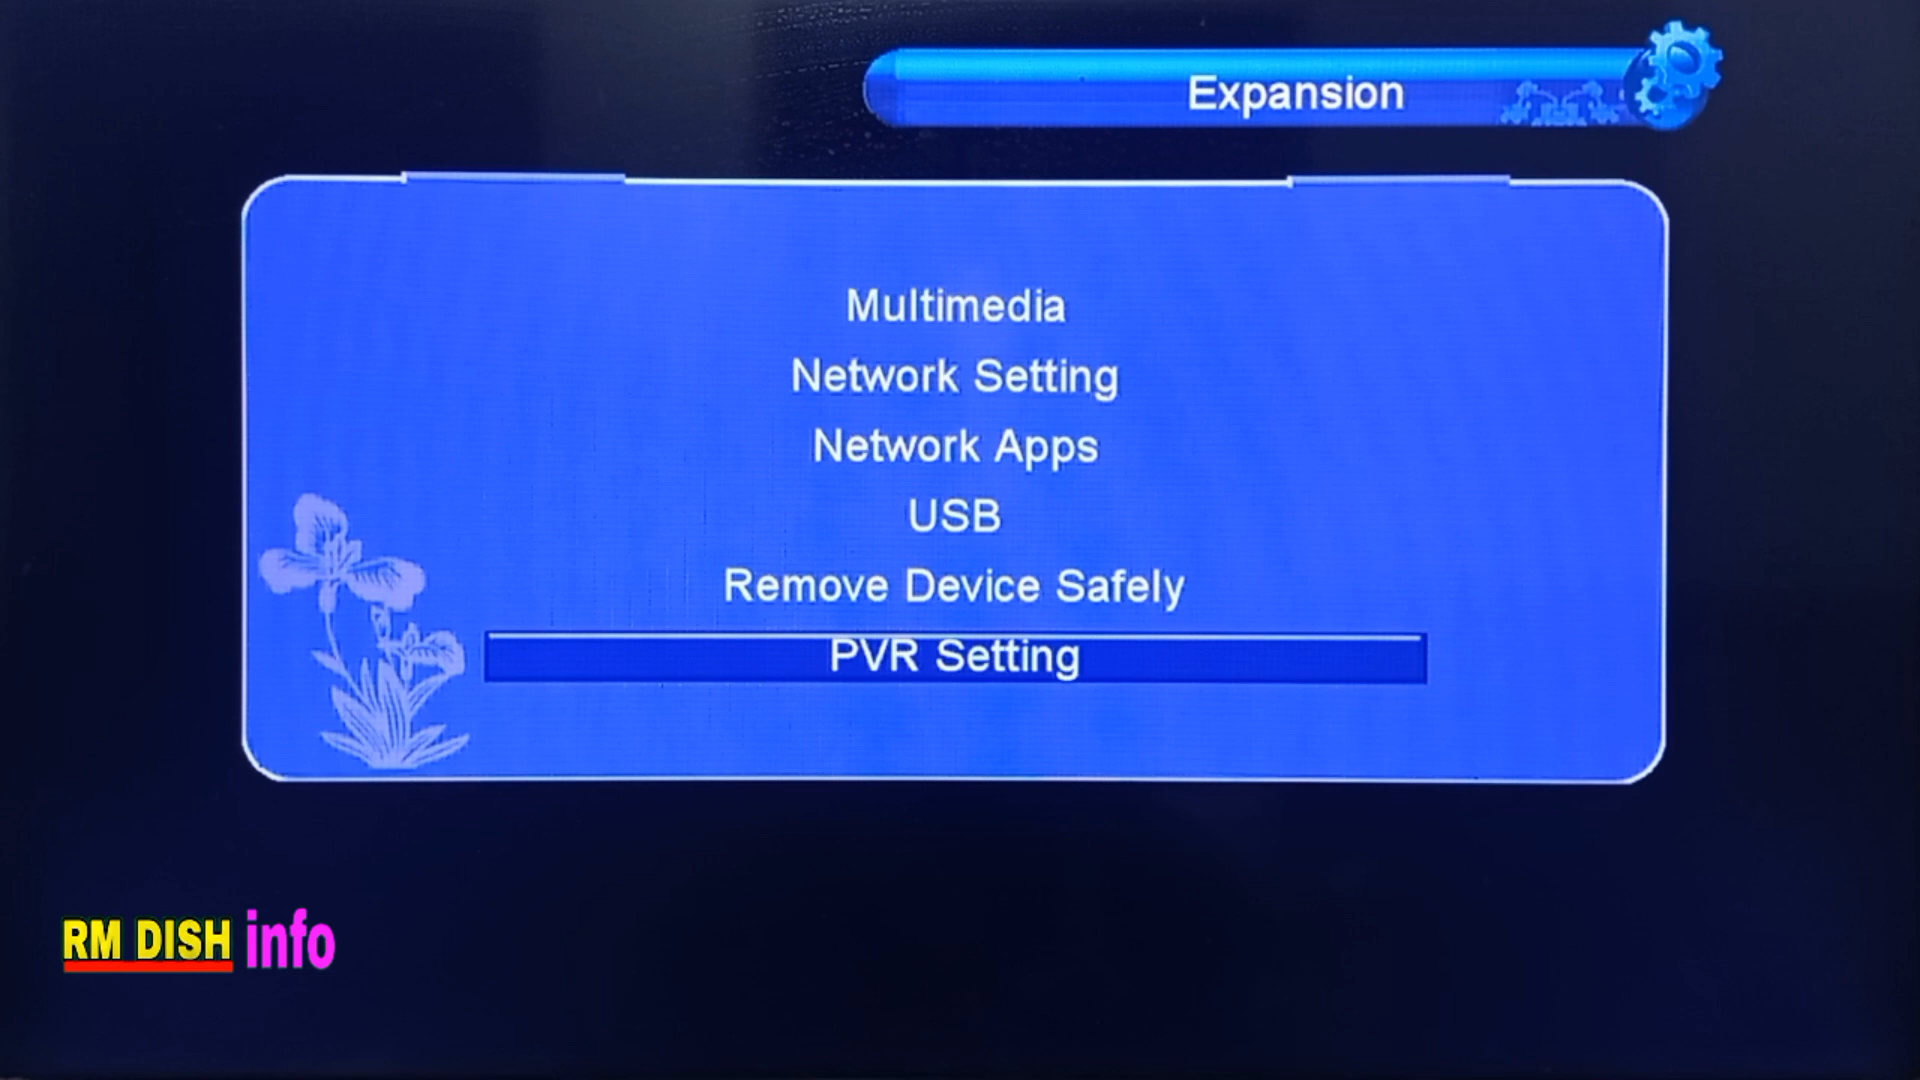 Expansion
Multimedia
Network Setting
Network Apps
USB
Remove Device Safely
PVR Setting
RM DISH info